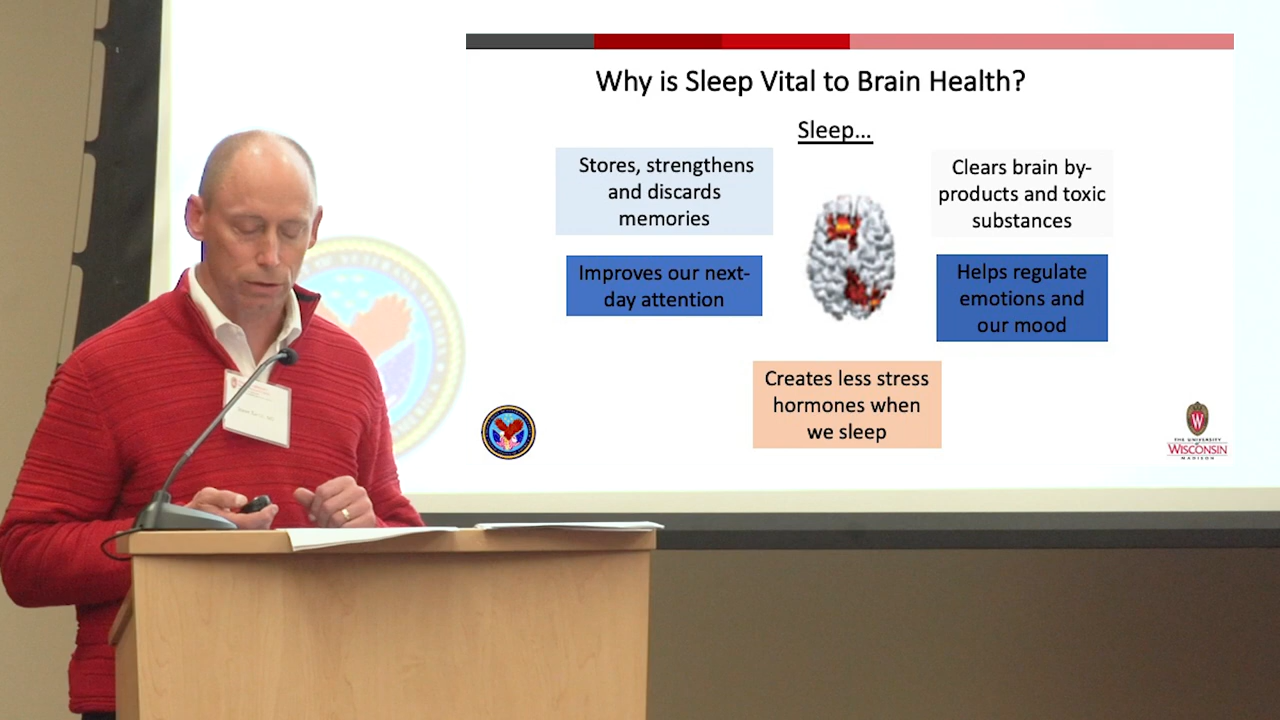 Why is Sleep Vital to Brain Health?
Sleep...
Stores, strengthens
and discards
memories
Clears brain by-
products and toxic
substances
Improves our next-
day attention
Helps regulate
emotions and
our mood
Creates less stress
hormones when
we sleep
W
THE UNIVERSITY
of
WISCONSIN
MADISON